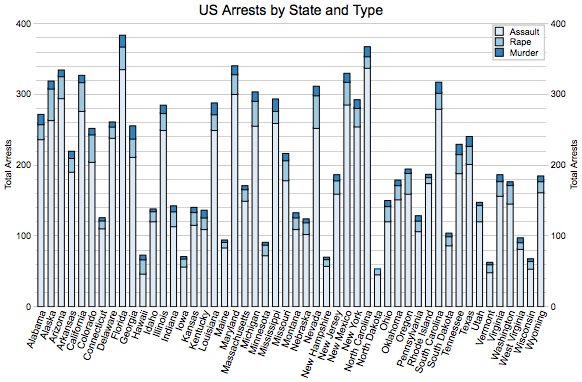 US Arrests by State and Type
Assault
Rape
Murder
400
300
200
100
0
Total Arrests
400
300
200
100
0
Total Arrests
Alabama
Alaska
Arizona
Arkansas
California
Colorado
Connecticut
Delaware
Florida
Georgia
Hawaii
Idaho
Illinois
Indiana
Iowa
Kansas
Kentucky
Louisiana
Maine
Maryland
Massachusetts
Michigan
Minnesota
Mississippi
Missouri
Montana
Nebraska
Nevada
New Hampshire
New Jersey
New Mexico
New York
North Carolina
North Dakota
Ohio
Oklahoma
Oregon
Pennsylvania
Rhode Island
South Carolina
South Dakota
Tennessee
Texas
Utah
Vermont
Virginia
Washington
West Virginia
Wisconsin
Wyoming